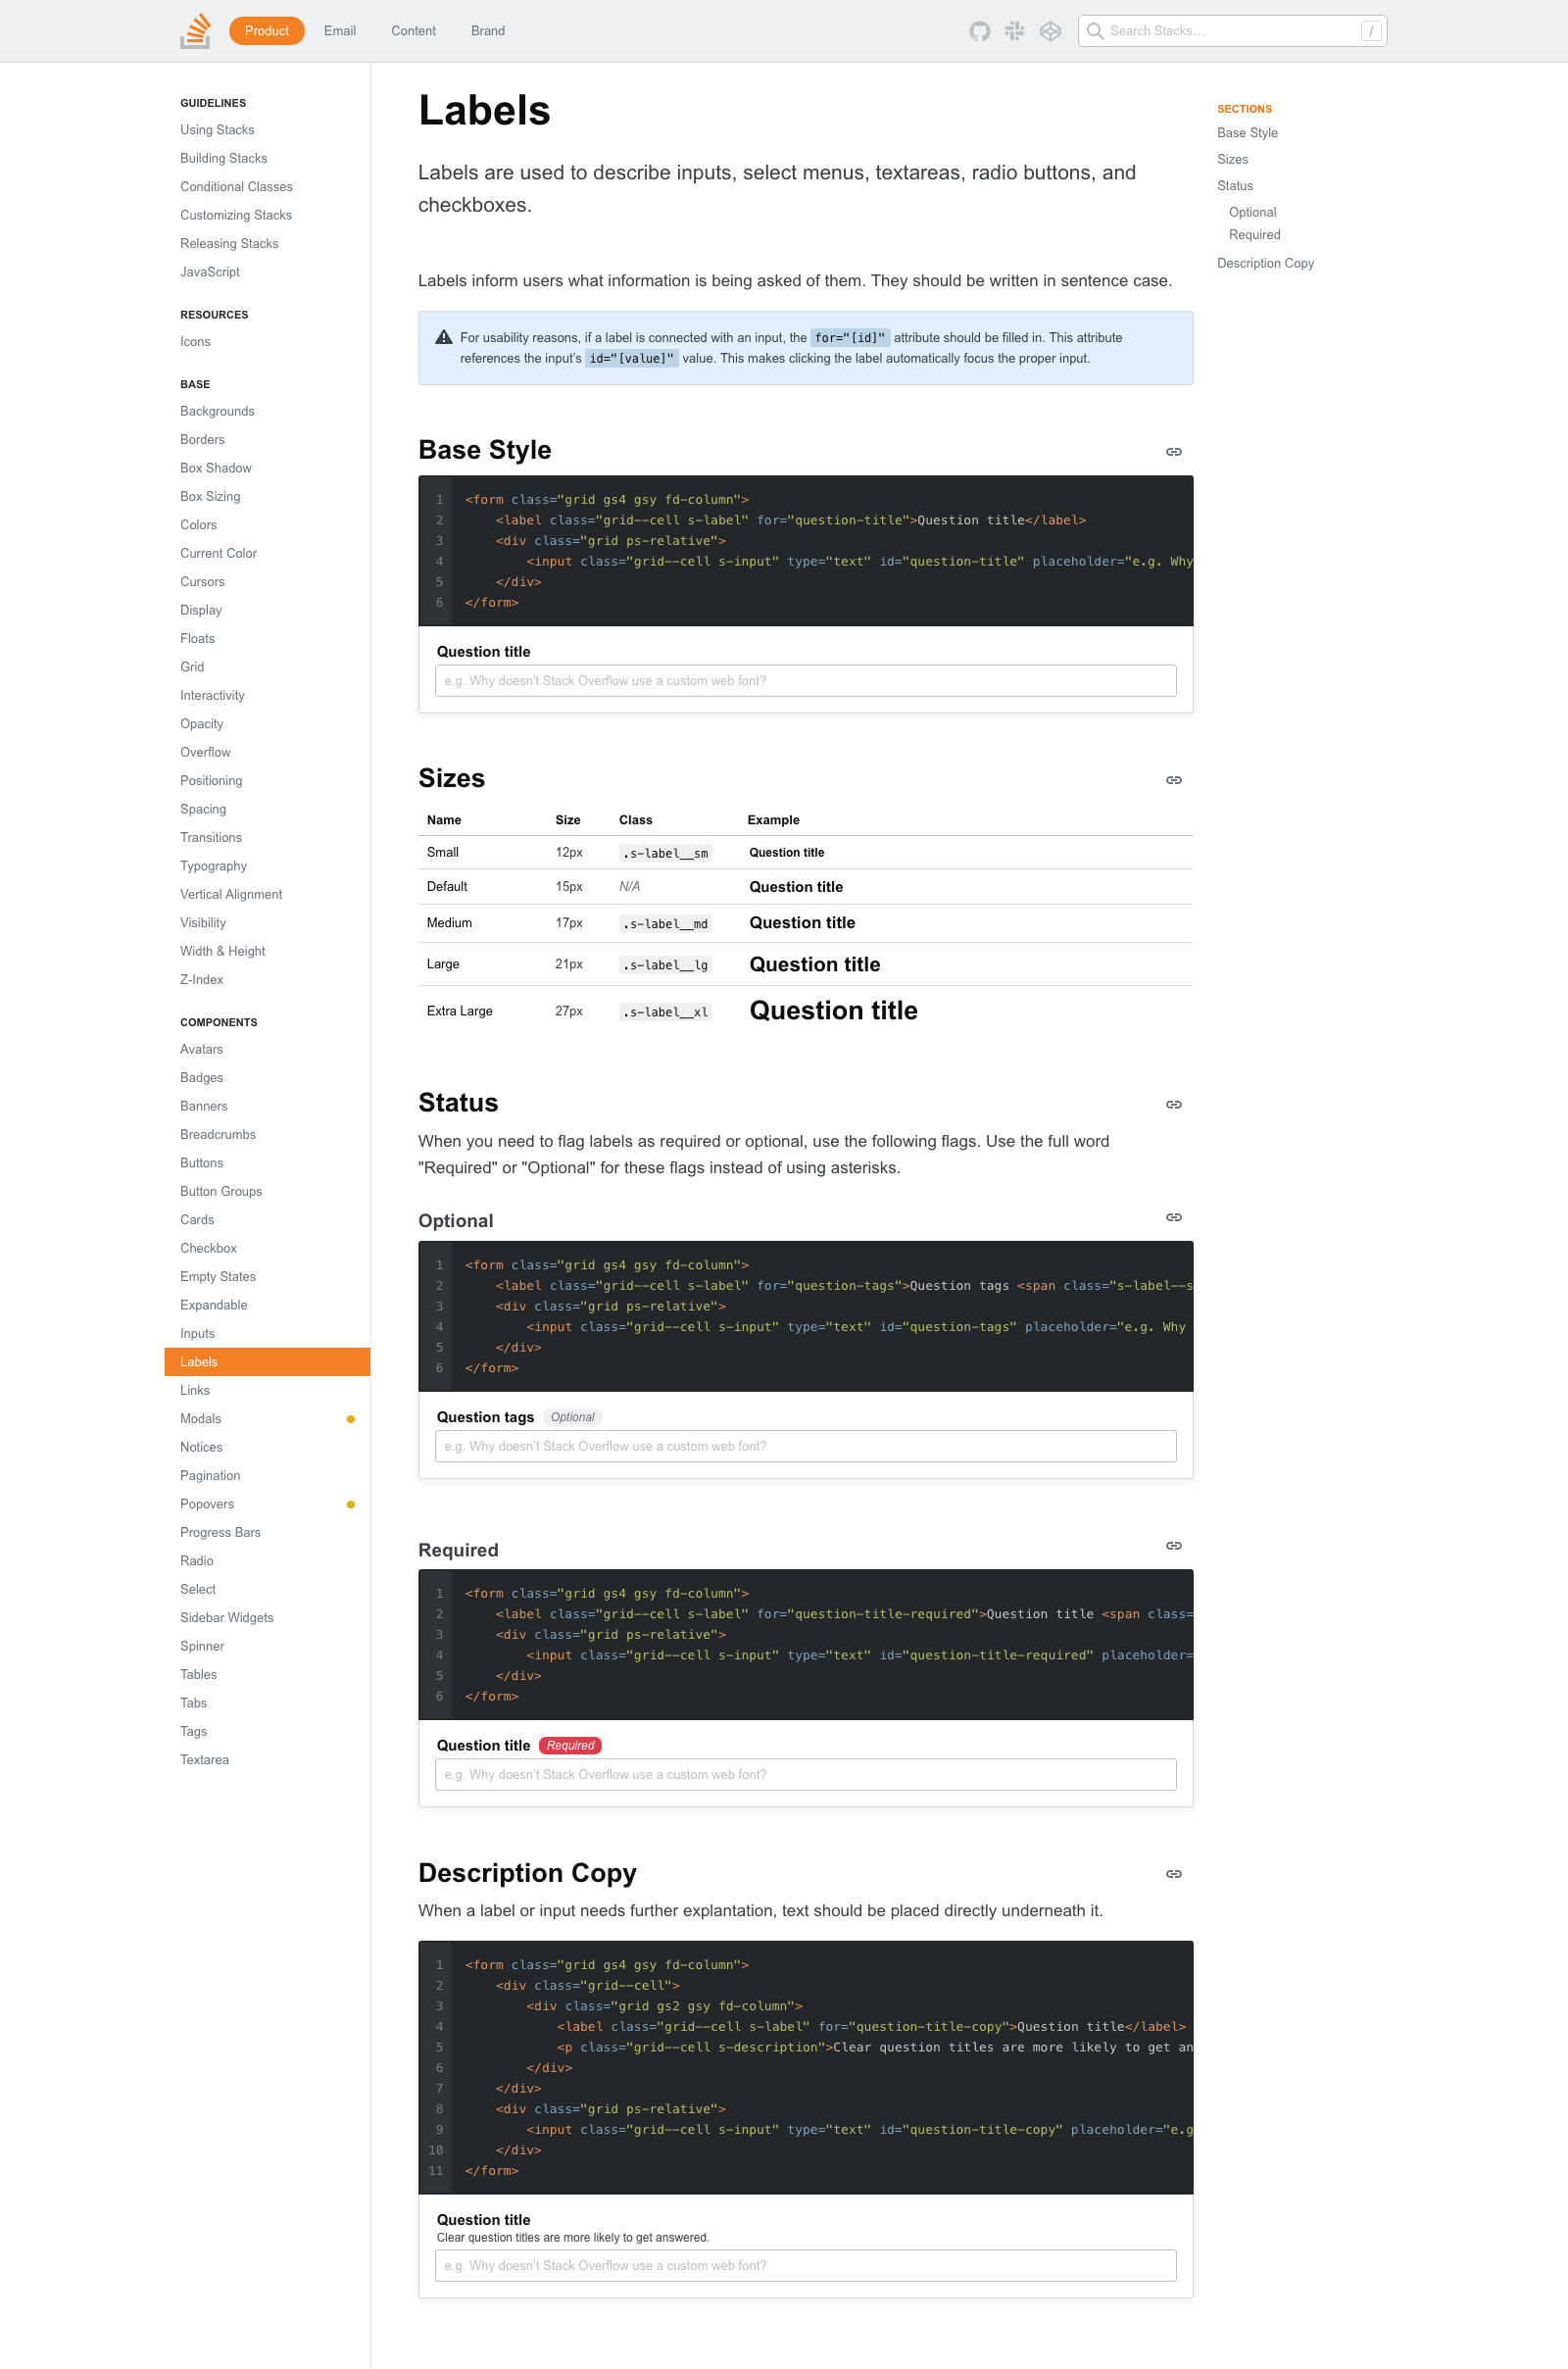 Product Email Content Brand Search Stacks… /
GUIDELINES
Using Stacks
Building Stacks
Conditional Classes
Customizing Stacks
Releasing Stacks
JavaScript
RESOURCES
Icons
BASE
Backgrounds
Borders
Box Shadow
Box Sizing
Colors
Current Color
Cursors
Display
Floats
Grid
Interactivity
Opacity
Overflow
Positioning
Spacing
Transitions
Typography
Vertical Alignment
Visibility
Width & Height
Z-Index
COMPONENTS
Avatars
Badges
Banners
Breadcrumbs
Buttons
Button Groups
Cards
Checkbox
Empty States
Expandable
Inputs
Labels
Links
Modals
Notices
Pagination
Popovers
Progress Bars
Radio
Select
Sidebar Widgets
Spinner
Tables
Tabs
Tags
Textarea
Labels
Labels are used to describe inputs, select menus, textareas, radio buttons, and
checkboxes.
Labels inform users what information is being asked of them. They should be written in sentence case.
For usability reasons, if a label is connected with an input, the for="[id]" attribute should be filled in. This attribute
references the input's id="[value]" value. This makes clicking the label automatically focus the proper input.
Base Style
1 <form class="grid gs4 gsy fd-column">
2 <label class="grid--cell s-label" for="question-title">Question title</label>
3 <div class="grid ps-relative">
4 <input class="grid--cell s-input" type="text" id="question-title" placeholder="e.g. Why
5 </div>
6 </form>
Question title
e.g. Why doesn't Stack Overflow use a custom web font?
Sizes
Name Size Class Example
Small 12px .s-label__sm Question title
Default 15px N/A Question title
Medium 17px .s-label__md Question title
Large 21px .s-label__lg Question title
Extra Large 27px .s-label__xl Question title
Status
When you need to flag labels as required or optional, use the following flags. Use the full word
"Required" or "Optional" for these flags instead of using asterisks.
Optional
1 <form class="grid gs4 gsy fd-column">
2 <label class="grid--cell s-label" for="question-tags">Question tags <span class="s-label--s
3 <div class="grid ps-relative">
4 <input class="grid--cell s-input" type="text" id="question-tags" placeholder="e.g. Why
5 </div>
6 </form>
Question tags Optional
e.g. Why doesn't Stack Overflow use a custom web font?
Required
1 <form class="grid gs4 gsy fd-column">
2 <label class="grid--cell s-label" for="question-title-required">Question title <span class=
3 <div class="grid ps-relative">
4 <input class="grid--cell s-input" type="text" id="question-title-required" placeholder=
5 </div>
6 </form>
Question title Required
e.g. Why doesn't Stack Overflow use a custom web font?
Description Copy
When a label or input needs further explantation, text should be placed directly underneath it.
1 <form class="grid gs4 gsy fd-column">
2 <div class="grid--cell">
3 <div class="grid gs2 gsy fd-column">
4 <label class="grid--cell s-label" for="question-title-copy">Question title</label>
5 <p class="grid--cell s-description">Clear question titles are more likely to get an
6 </div>
7 </div>
8 <div class="grid ps-relative">
9 <input class="grid--cell s-input" type="text" id="question-title-copy" placeholder="e.g
10 </div>
11 </form>
Question title
Clear question titles are more likely to get answered.
e.g. Why doesn't Stack Overflow use a custom web font?
SECTIONS
Base Style
Sizes
Status
Optional
Required
Description Copy